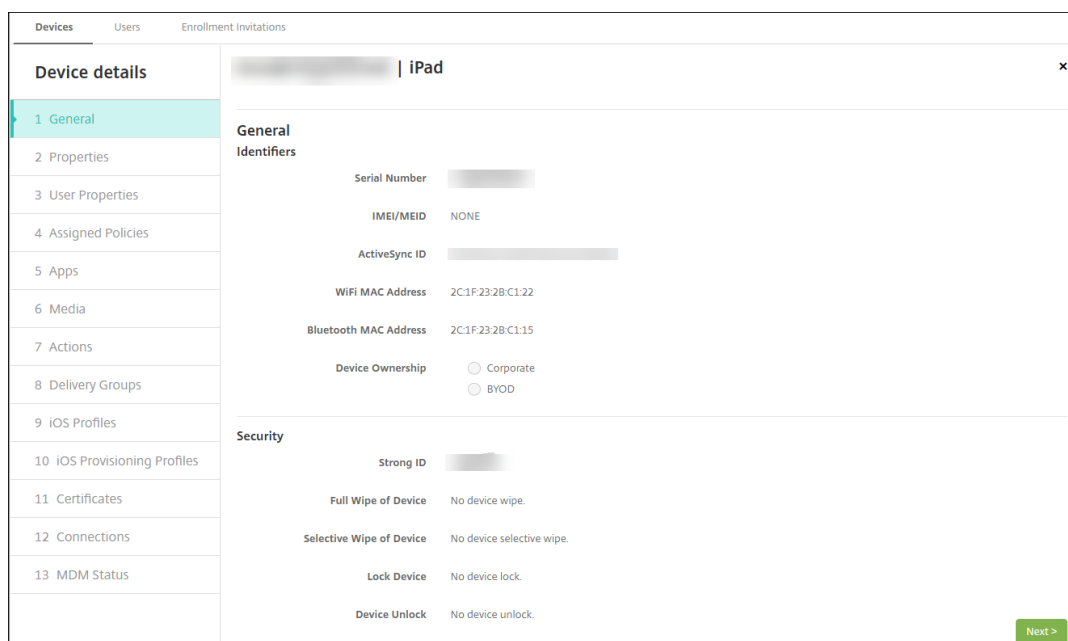 Devices Users Enrollment Invitations
Device details
1 General
2 Properties
3 User Properties
4 Assigned Policies
5 Apps
6 Media
7 Actions
8 Delivery Groups
9 iOS Profiles
10 iOS Provisioning Profiles
11 Certificates
12 Connections
13 MDM Status
| iPad
×
General
Identifiers
Serial Number
IMEI/MEID NONE
ActiveSync ID
WiFi MAC Address 2C:1F:23:2B:C1:22
Bluetooth MAC Address 2C:1F:23:2B:C1:15
Device Ownership Corporate
BYOD
Security
Strong ID
Full Wipe of Device No device wipe.
Selective Wipe of Device No device selective wipe.
Lock Device No device lock.
Device Unlock No device unlock.
Next >